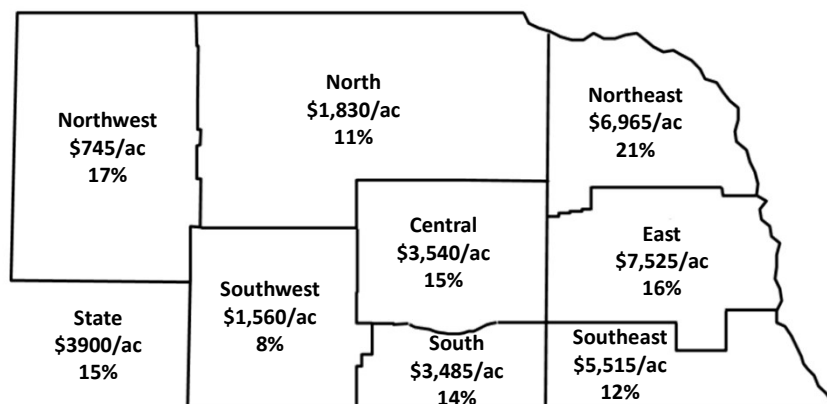 North
$1,830/ac
11%
Northeast
$6,965/ac
21%
Northwest
$745/ac
17%
Central
$3,540/ac
15%
East
$7,525/ac
16%
Southwest
$1,560/ac
8%
State
$3900/ac
15%
South
$3,485/ac
14%
Southeast
$5,515/ac
12%